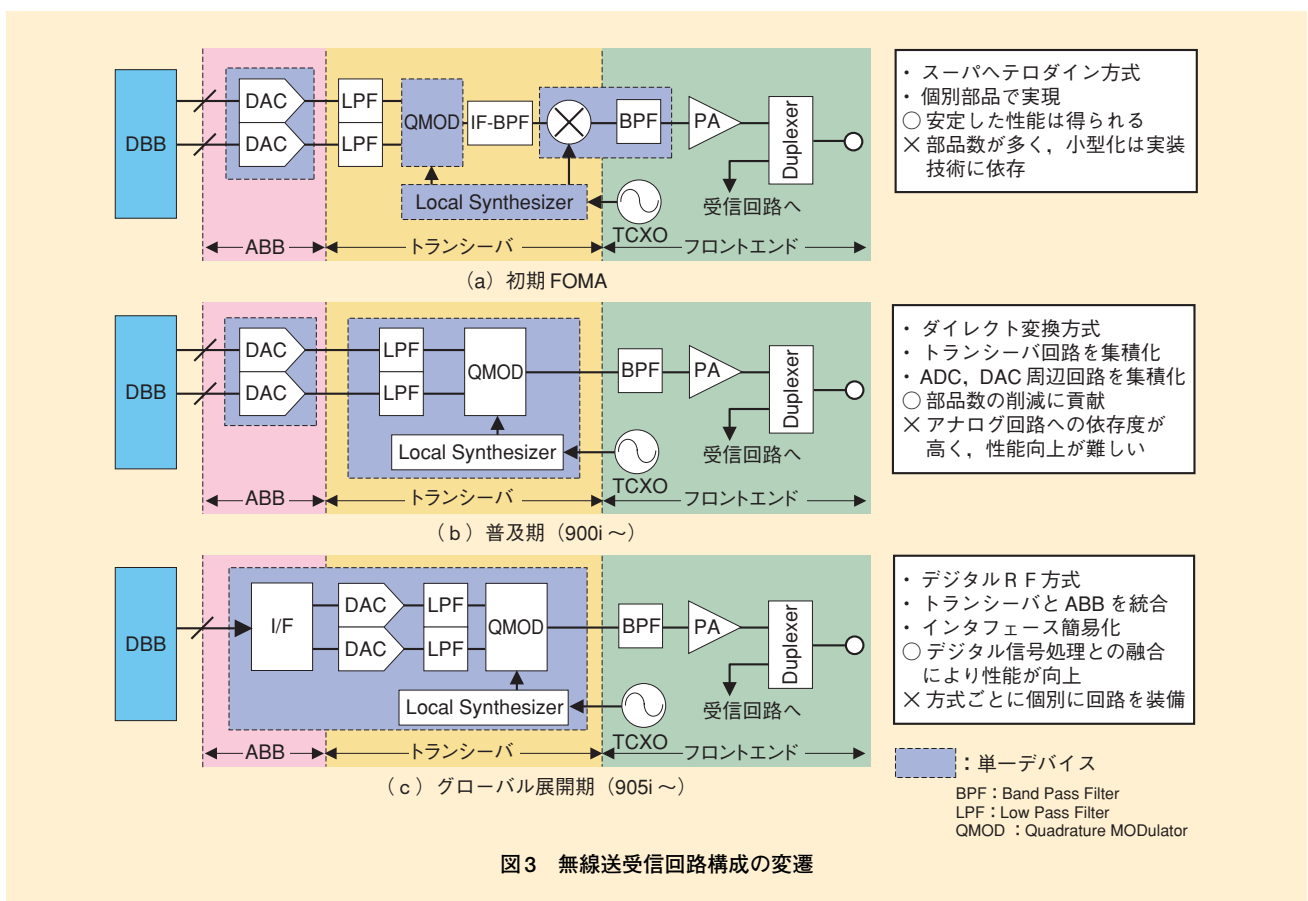 DBB
DAC
DAC
LPF
LPF
QMOD
IF-BPF
BPF
PA
Duplexer
Local Synthesizer
TCXO
受信回路へ
ABB
トランシーバ
フロントエンド
(a) 初期 FOMA
・ スーパヘテロダイン方式
・ 個別部品で実現
○ 安定した性能は得られる
× 部品数が多く，小型化は実装
技術に依存
DBB
DAC
DAC
LPF
LPF
QMOD
BPF
PA
Duplexer
Local Synthesizer
TCXO
受信回路へ
ABB
トランシーバ
フロントエンド
(b) 普及期（900i ～）
・ ダイレクト変換方式
・ トランシーバ回路を集積化
・ ADC，DAC 周辺回路を集積化
○ 部品数の削減に貢献
× アナログ回路への依存度が
高く，性能向上が難しい
DBB
I/F
DAC
DAC
LPF
LPF
QMOD
BPF
PA
Duplexer
Local Synthesizer
TCXO
受信回路へ
ABB
トランシーバ
フロントエンド
(c) グローバル展開期（905i ～）
・ デジタルＲＦ方式
・ トランシーバと ABB を統合
・ インタフェース簡易化
○ デジタル信号処理との融合
により性能が向上
× 方式ごとに個別に回路を装備
：単一デバイス
BPF：Band Pass Filter
LPF：Low Pass Filter
QMOD ：Quadrature MODulator
図3 無線送受信回路構成の変遷